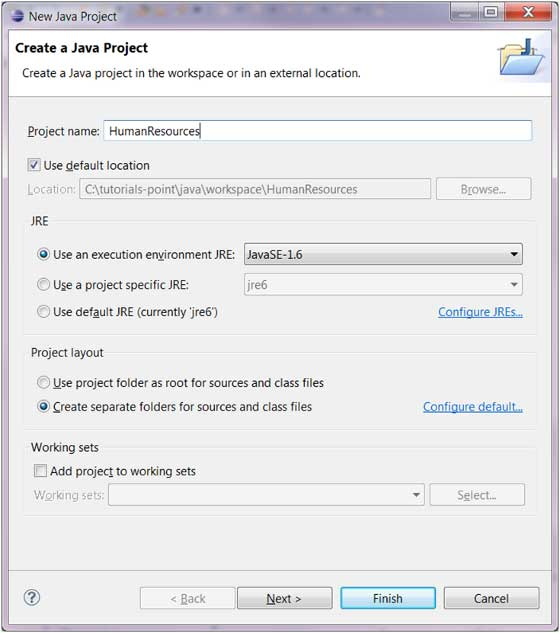 New Java Project
Create a Java Project
Create a Java project in the workspace or in an external location.
Project name: HumanResources
Use default location
Location: C:\tutorials-point\java\workspace\HumanResources Browse...
JRE
Use an execution environment JRE: JavaSE-1.6
Use a project specific JRE: jre6
Use default JRE (currently 'jre6') Configure JREs...
Project layout
Use project folder as root for sources and class files
Create separate folders for sources and class files Configure default...
Working sets
Add project to working sets
Working sets: Select...
? < Back Next > Finish Cancel